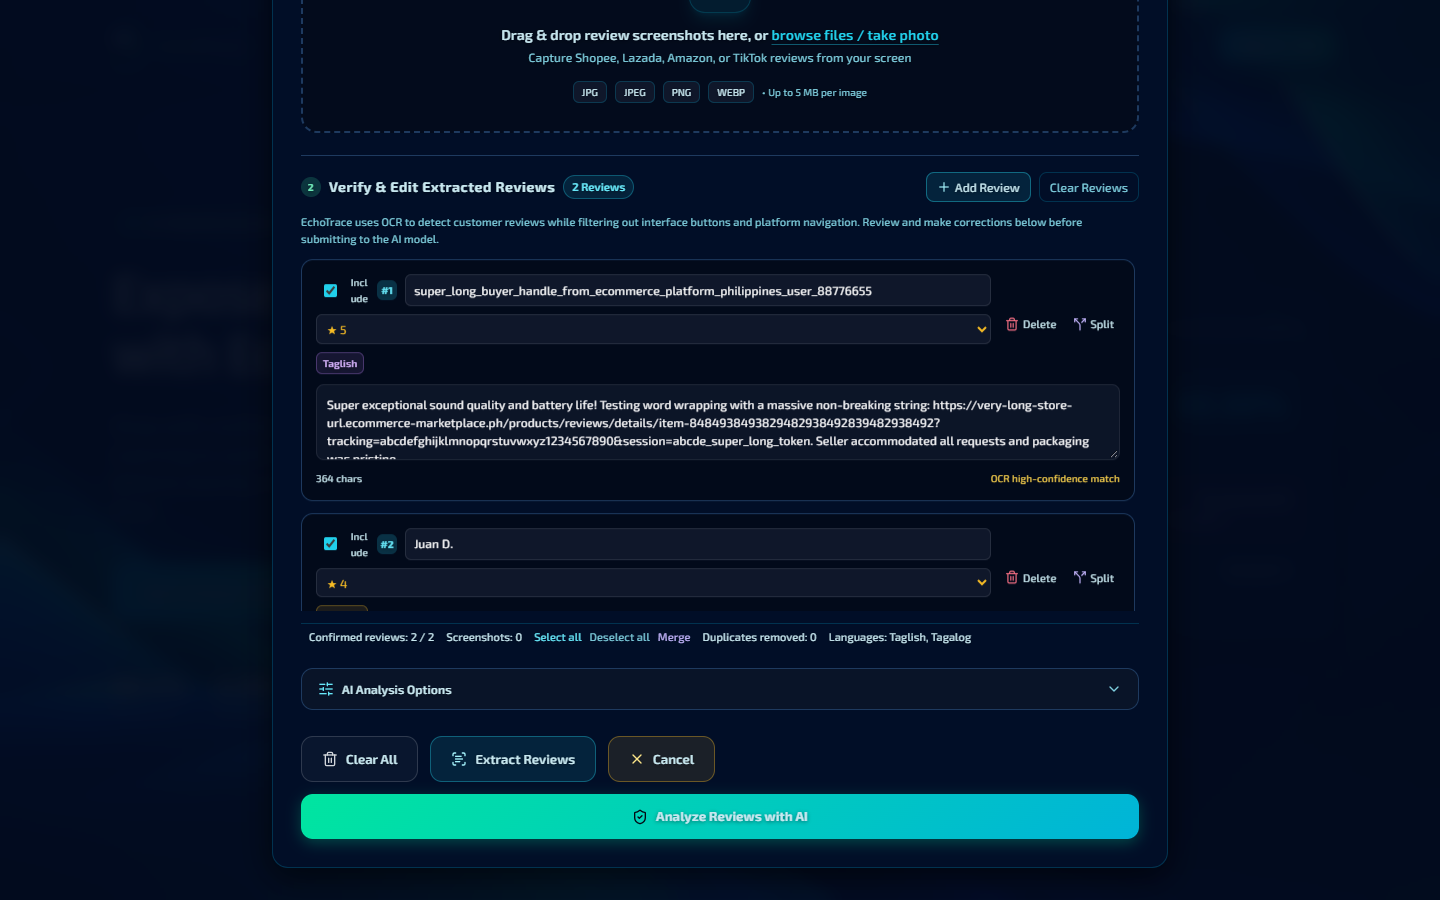 Drag & drop review screenshots here, or browse files / take photo
Capture Shopee, Lazada, Amazon, or TikTok reviews from your screen
JPG JPEG PNG WEBP • Up to 5 MB per image
2 Verify & Edit Extracted Reviews 2 Reviews + Add Review Clear Reviews
EchoTrace uses OCR to detect customer reviews while filtering out interface buttons and platform navigation. Review and make corrections below before
submitting to the AI model.
Incl
ude
#1 super_long_buyer_handle_from_ecommerce_platform_philippines_user_88776655
★ 5
Delete Split
Taglish
Super exceptional sound quality and battery life! Testing word wrapping with a massive non-breaking string: https://very-long-store-
url.ecommerce-marketplace.ph/products/reviews/details/item-8484938493829482938492839482938492?
tracking=abcdefghijklmnopqrstuvwxyz1234567890&session=abcde_super_long_token. Seller accommodated all requests and packaging
was pristine
364 chars
OCR high-confidence match
Incl
ude
#2 Juan D.
★ 4
Delete Split
Confirmed reviews: 2 / 2 Screenshots: 0 Select all Deselect all Merge Duplicates removed: 0 Languages: Taglish, Tagalog
AI Analysis Options
Clear All Extract Reviews Cancel
Analyze Reviews with AI